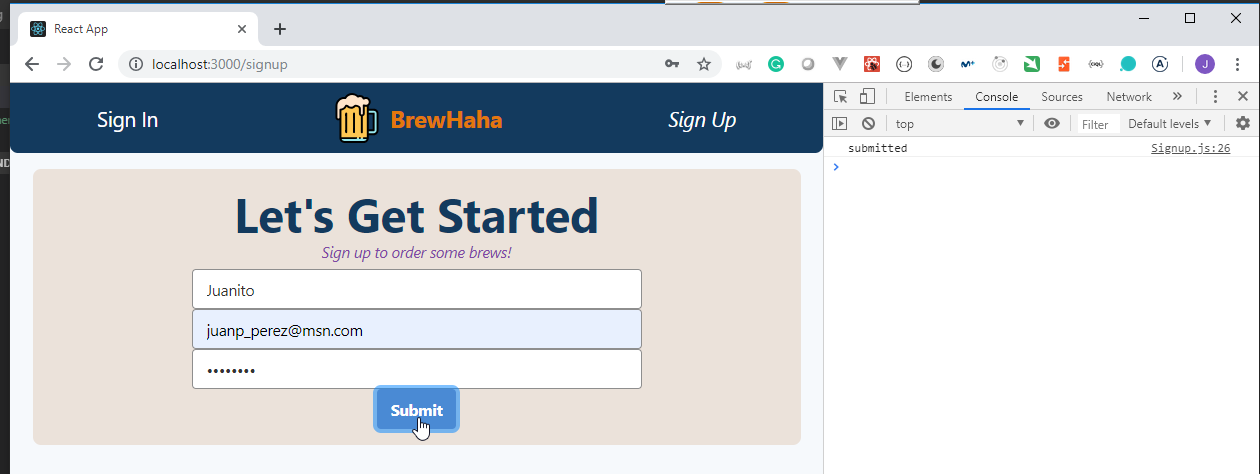 React App
localhost:3000/signup
J
Sign In
BrewHaha
Sign Up
Let's Get Started
Sign up to order some brews!
Juanito
juanp_perez@msn.com
••••••••
Submit
Elements Console Sources Network »
top Filter Default levels
submitted Signup.js:26